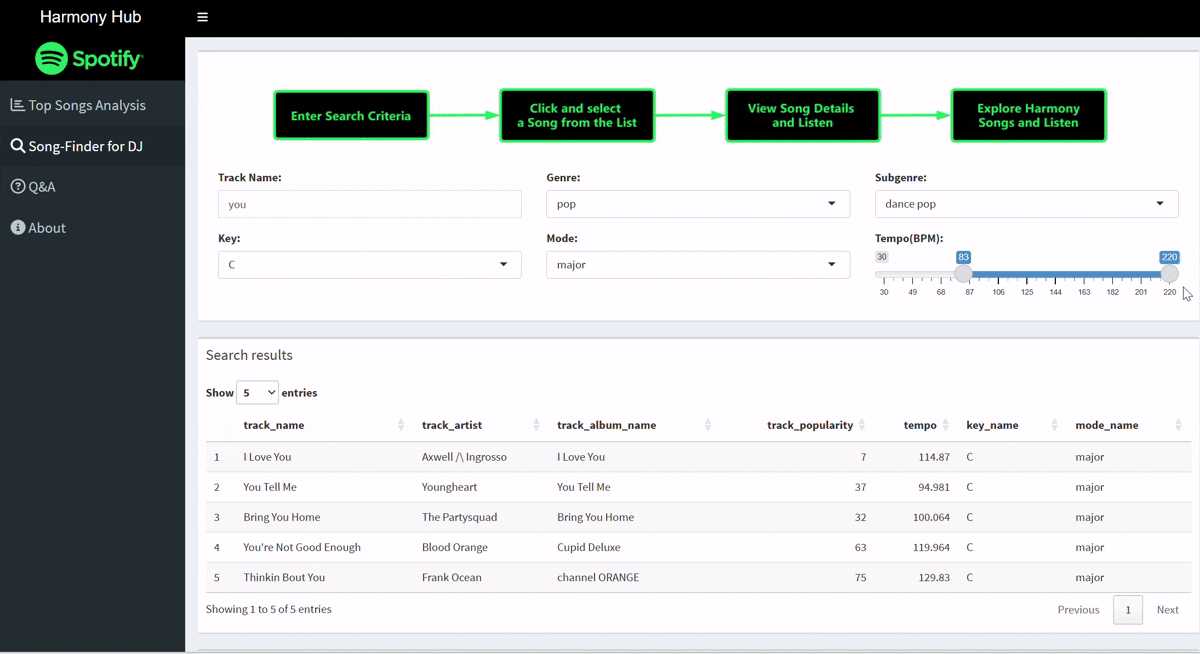 Harmony Hub
Spotify
Top Songs Analysis
Song-Finder for DJ
Q&A
About
Enter Search Criteria
Click and select
a Song from the List
View Song Details
and Listen
Explore Harmony
Songs and Listen
Track Name:
you
Genre:
pop
Subgenre:
dance pop
Key:
C
Mode:
major
Tempo(BPM):
30 83 220
30 49 68 87 106 125 144 163 182 201 220
Search results
Show 5 entries
track_name track_artist track_album_name track_popularity tempo key_name mode_name
1 I Love You Axwell /\ Ingrosso I Love You 7 114.87 C major
2 You Tell Me Youngheart You Tell Me 37 94.981 C major
3 Bring You Home The Partysquad Bring You Home 32 100.064 C major
4 You're Not Good Enough Blood Orange Cupid Deluxe 63 119.964 C major
5 Thinkin Bout You Frank Ocean channel ORANGE 75 129.83 C major
Showing 1 to 5 of 5 entries
Previous 1 Next